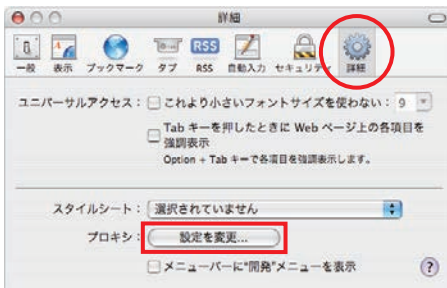 詳細
RSS
一般 表示 ブックマーク タブ RSS 自動入力 セキュリティ 詳細
ユニバーサルアクセス： これより小さいフォントサイズを使わない： 9
Tab キーを押したときに Web ページ上の各項目を
強調表示
Option + Tab キーで各項目を強調表示します。
スタイルシート： 選択されていません
プロキシ： 設定を変更...
メニューバーに“開発”メニューを表示 ?